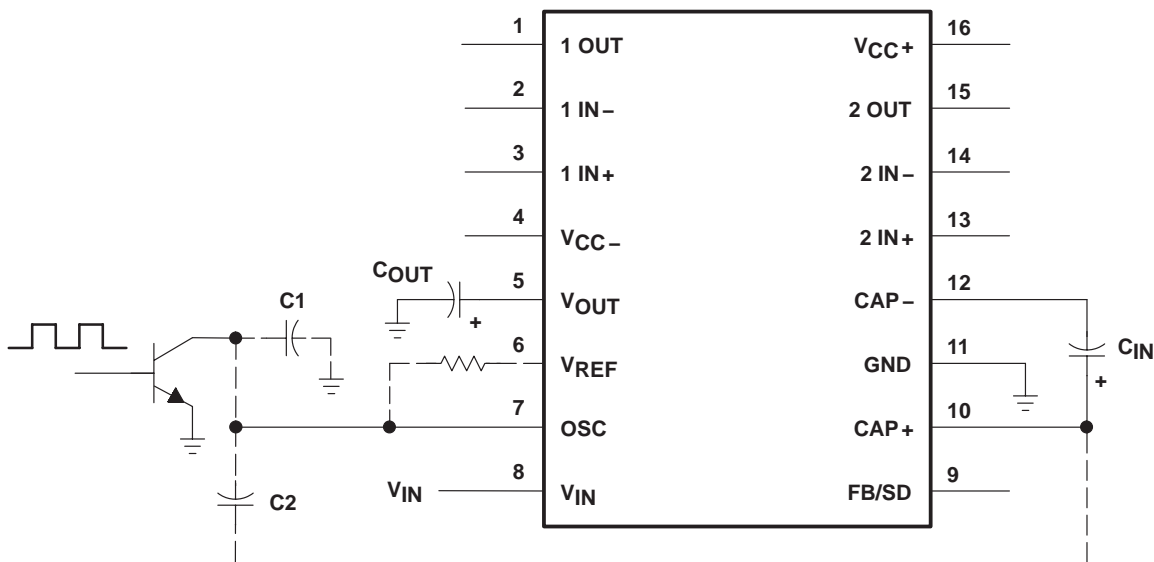 1
1 OUT
VCC+
16
2
1 IN−
2 OUT
15
3
1 IN+
2 IN−
14
4
VCC−
2 IN+
13
COUT
5
VOUT
CAP−
12
+
C1
6
VREF
GND
11
CIN
+
7
OSC
CAP+
10
C2
VIN
8
VIN
FB/SD
9